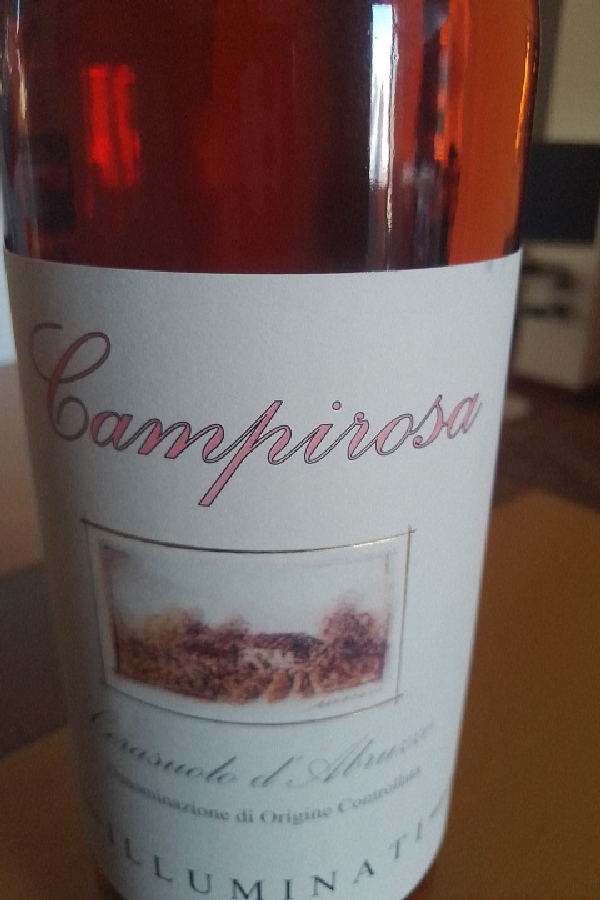 Campirosa
Cerasuolo d'Abruzzo
Denominazione di Origine Controllata
ILLUMINATI